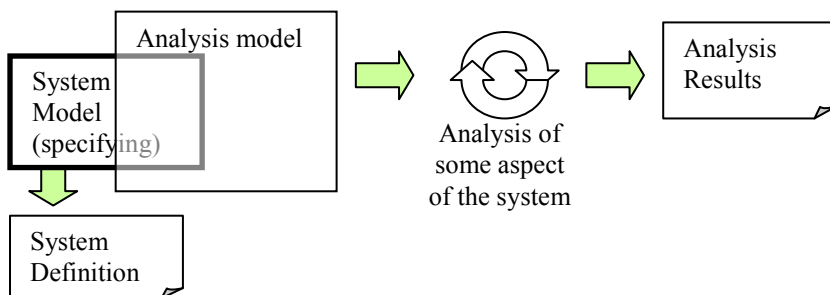 Analysis model
System
Model
(specifying)
Analysis of
some aspect
of the system
Analysis
Results
System
Definition